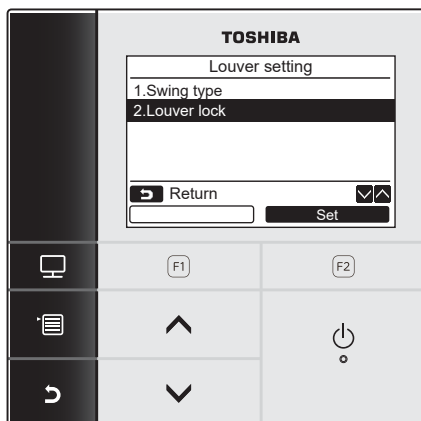 TOSHIBA
Louver setting
1.Swing type
2.Louver lock
Return
Set
F1
F2